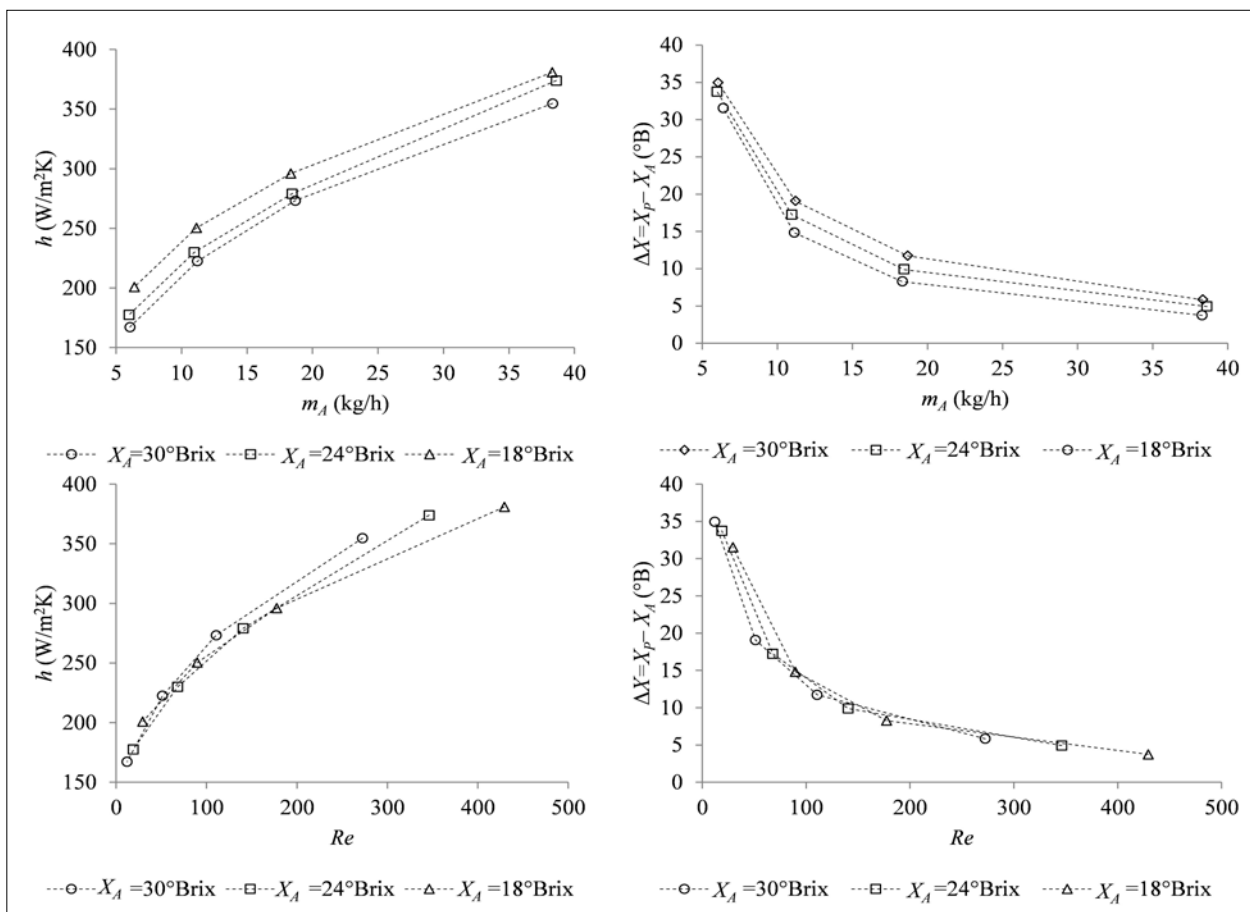 h (W/m²K)
400
350
300
250
200
150
5 10 15 20 25 30 35 40
m_A (kg/h)
X_A=30°Brix X_A =24°Brix X_A =18°Brix
ΔX=X_p– X_A (°B)
40
35
30
25
20
15
10
5
0
5 10 15 20 25 30 35 40
m_A (kg/h)
X_A =30°Brix X_A =24°Brix X_A =18°Brix
h (W/m²K)
400
350
300
250
200
150
0 100 200 300 400 500
Re
X_A =30°Brix X_A =24°Brix X_A =18°Brix
ΔX=X_p– X_A (°B)
40
35
30
25
20
15
10
5
0
0 100 200 300 400 500
Re
X_A =30°Brix X_A =24°Brix X_A =18°Brix